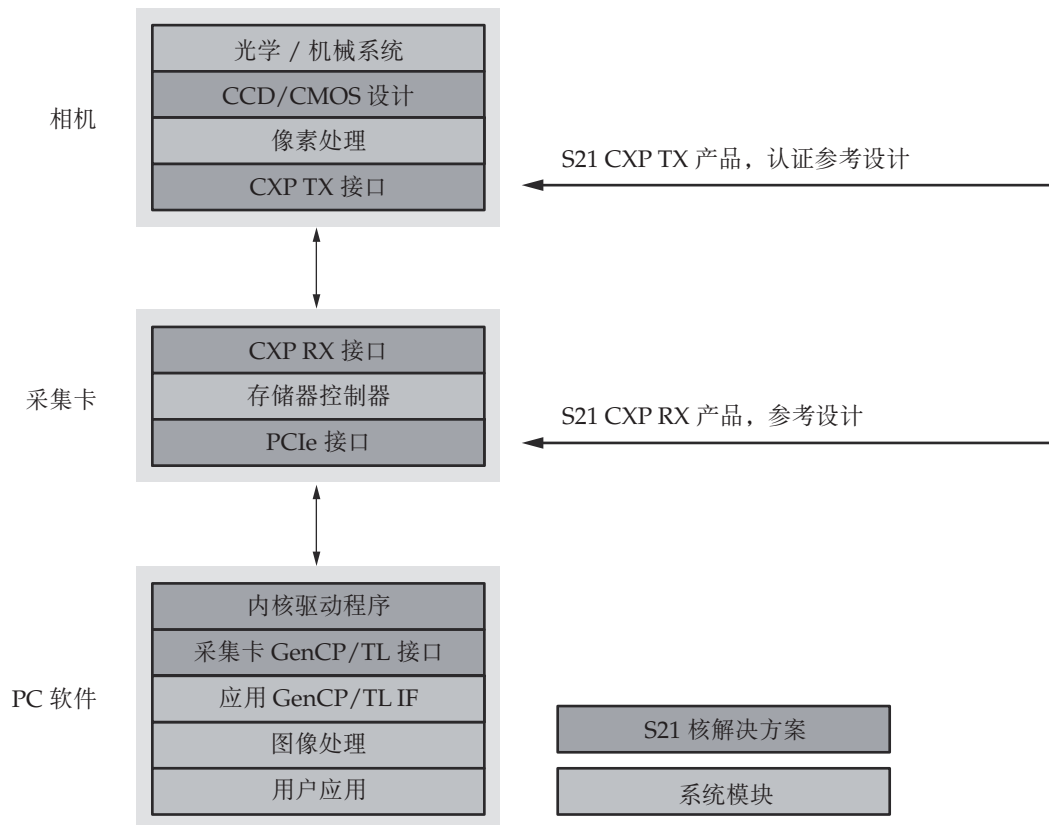 光学 / 机械系统
CCD/CMOS 设计
像素处理
CXP TX 接口
相机
S21 CXP TX 产品，认证参考设计
CXP RX 接口
存储器控制器
PCIe 接口
采集卡
S21 CXP RX 产品，参考设计
内核驱动程序
采集卡 GenCP/TL 接口
应用 GenCP/TL IF
图像处理
用户应用
PC 软件
S21 核解决方案
系统模块